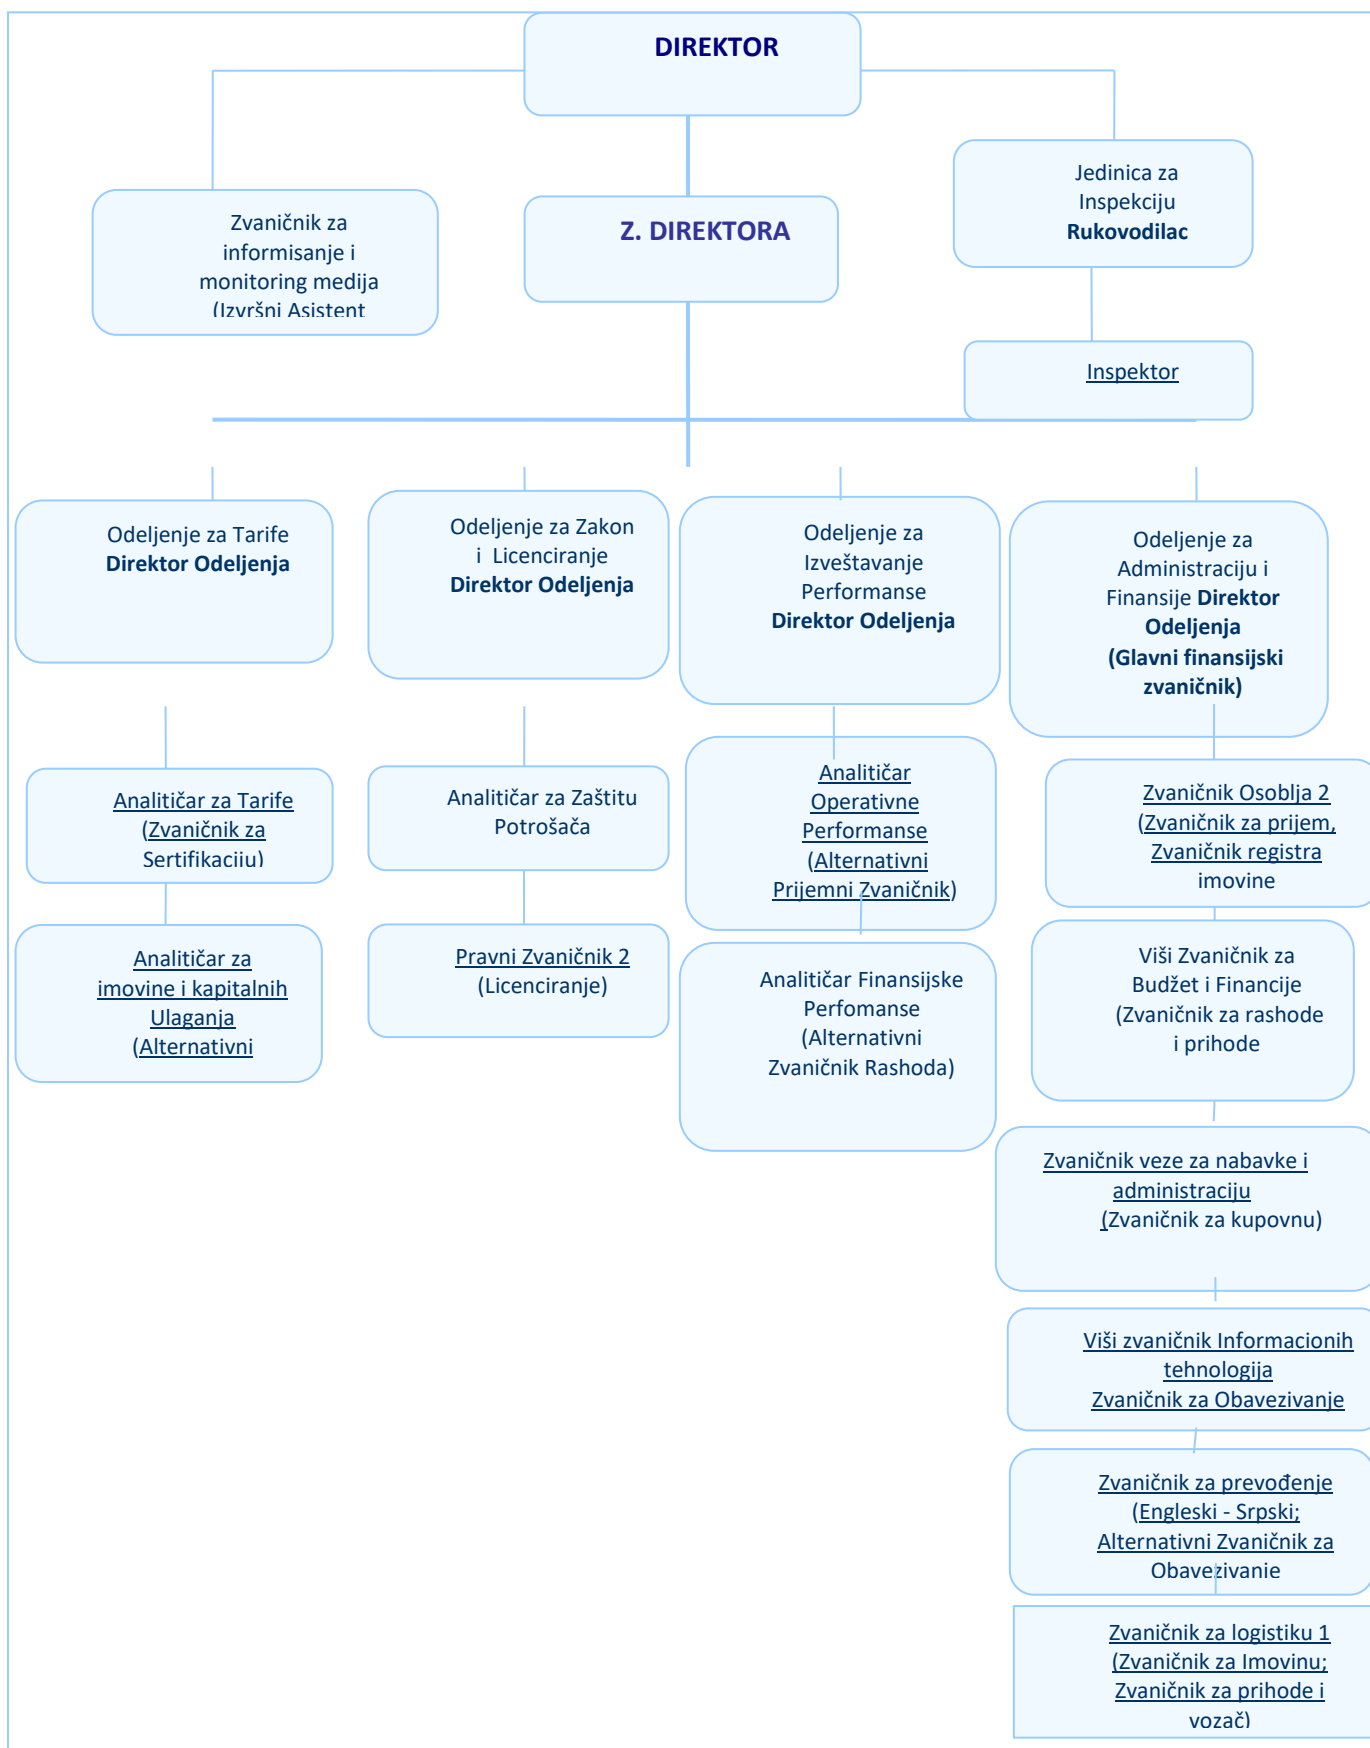 DIREKTOR
Zvaničnik za
informisanje i
monitoring medija
(Izvršni Asistent
Z. DIREKTORA
Jedinica za
Inspekciju
Rukovodilac
Inspektor
Odeljenje za Tarife
Direktor Odeljenja
Odeljenje za Zakon
i Licenciranje
Direktor Odeljenja
Odeljenje za
Izveštavanje
Performanse
Direktor Odeljenja
Odeljenje za
Administraciju i
Finansije Direktor
Odeljenja
(Glavni finansijski
zvaničnik)
Analitičar za Tarife
(Zvaničnik za
Sertifikaciju)
Analitičar za
imovine i kapitalnih
Ulaganja
(Alternativni
Analitičar za Zaštitu
Potrošača
Pravni Zvaničnik 2
(Licenciranje)
Analitičar
Operativne
Performanse
(Alternativni
Prijemni Zvaničnik)
Analitičar Finansijske
Perfomanse
(Alternativni
Zvaničnik Rashoda)
Zvaničnik Osoblja 2
(Zvaničnik za prijem,
Zvaničnik registra
imovine
Viši Zvaničnik za
Budžet i Financije
(Zvaničnik za rashode
i prihode
Zvaničnik veze za nabavke i
administraciju
(Zvaničnik za kupovnu)
Viši zvaničnik Informacionih
tehnologija
Zvaničnik za Obavezivanje
Zvaničnik za prevođenje
(Engleski - Srpski;
Alternativni Zvaničnik za
Obavezivanje
Zvaničnik za logistiku 1
(Zvaničnik za Imovinu;
Zvaničnik za prihode i
vozač)